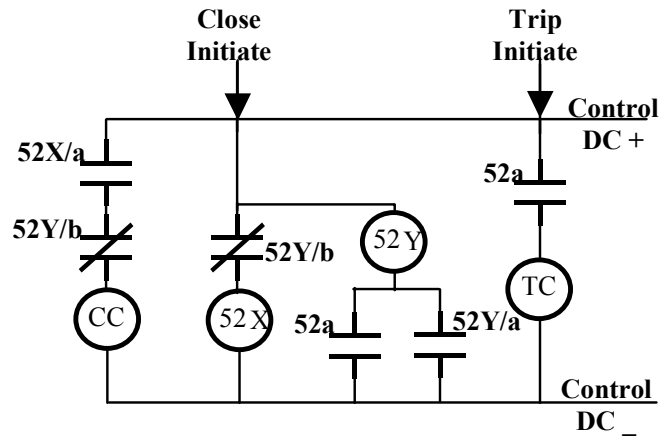 Close
Initiate
Trip
Initiate
Control
DC +
52X/a
52a
52Y/b
52Y/b
52Y
CC
52X
52a
52Y/a
TC
Control
DC _